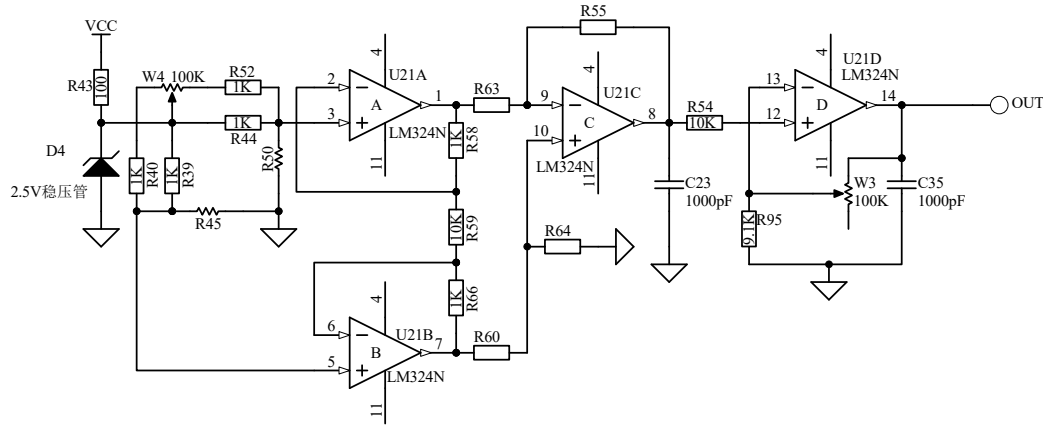 VCC
R43
100
W4 100K
R52
1K
1K
R44
R50
D4
2.5V稳压管
1K
R40
1K
R39
R45
4
U21A
2
A
1
3
LM324N
11
R63
1K
R58
10K
R59
1K
R66
4
U21B
6
B
7
5
LM324N
11
R60
R55
4
U21C
9
C
8
10
LM324N
11
R64
R54
10K
C23
1000pF
4
U21D
LM324N
13
D
14
12
11
OUT
W3
100K
R95
9.1K
C35
1000pF